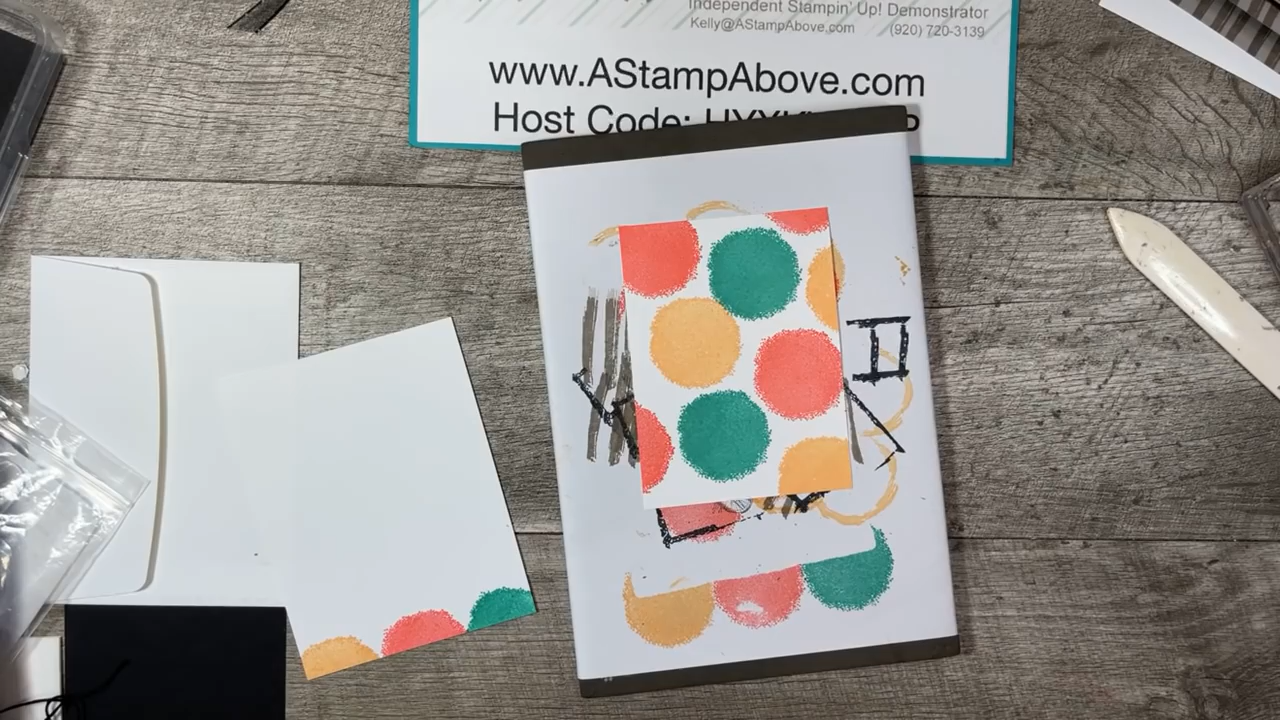 Independent Stampin' Up! Demonstrator
Kelly@AStampAbove.com (920) 720-3139
www.AStampAbove.com
Host Code: